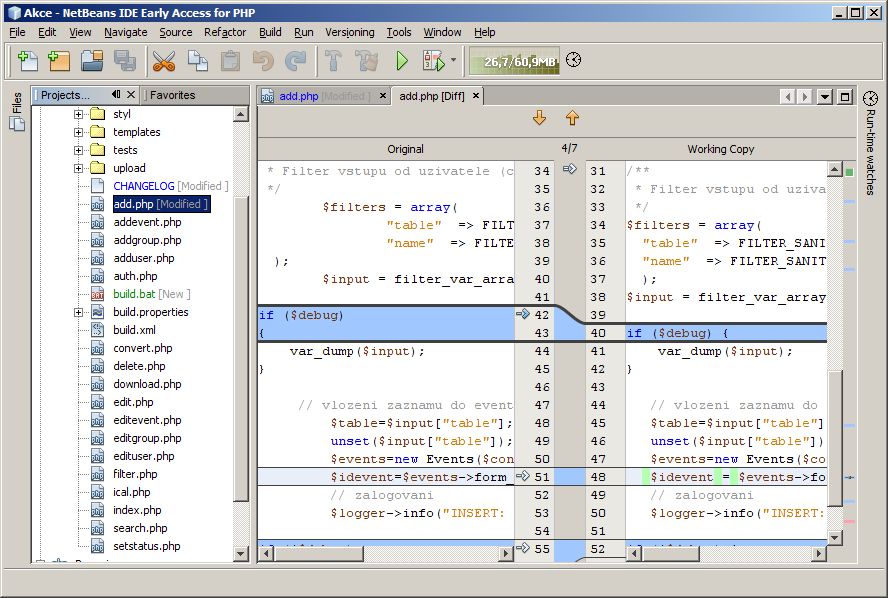 Akce - NetBeans IDE Early Access for PHP
File Edit View Navigate Source Refactor Build Run Versioning Tools Window Help
26,7/60,9MB
Files
Projects...
Favorites
styl
templates
tests
upload
CHANGELOG [Modified ]
add.php [Modified ]
addevent.php
addgroup.php
adduser.php
auth.php
build.bat [New ]
build.properties
build.xml
convert.php
delete.php
download.php
edit.php
editevent.php
editgroup.php
edituser.php
filter.php
ical.php
index.php
search.php
setstatus.php
add.php [Modified ]
add.php [Diff]
Original
4/7
Working Copy
* Filter vstupu od uzivatele (c 34
*/ 35
$filters = array( 36
"table" => FILT 37
"name" => FILTE 38
); 39
$input = filter_var_arra 40
41
if ($debug) 42
{ 43
var_dump($input); 44
} 45
46
// vlozeni zaznamu do event 47
$table=$input["table"]; 48
unset($input["table"]); 49
$events=new Events($con 50
$idevent=$events->form_ 51
// zalogovani 52
$logger->info("INSERT: 53
54
55
31 /**
32 * Filter vstupu od uziva
33 */
34 $filters = array(
35 "table" => FILTER_SANI
36 "name" => FILTER_SANIT
37 );
38 $input = filter_var_array
39
40 if ($debug) {
41 var_dump($input);
42 }
43
44 // vlozeni zaznamu do
45 $table=$input["table"]
46 unset($input["table"])
47 $events=new Events($co
48 $idevent = $events->fo
49 // zalogovani
50 $logger->info("INSERT:
51
52
Run-time watches